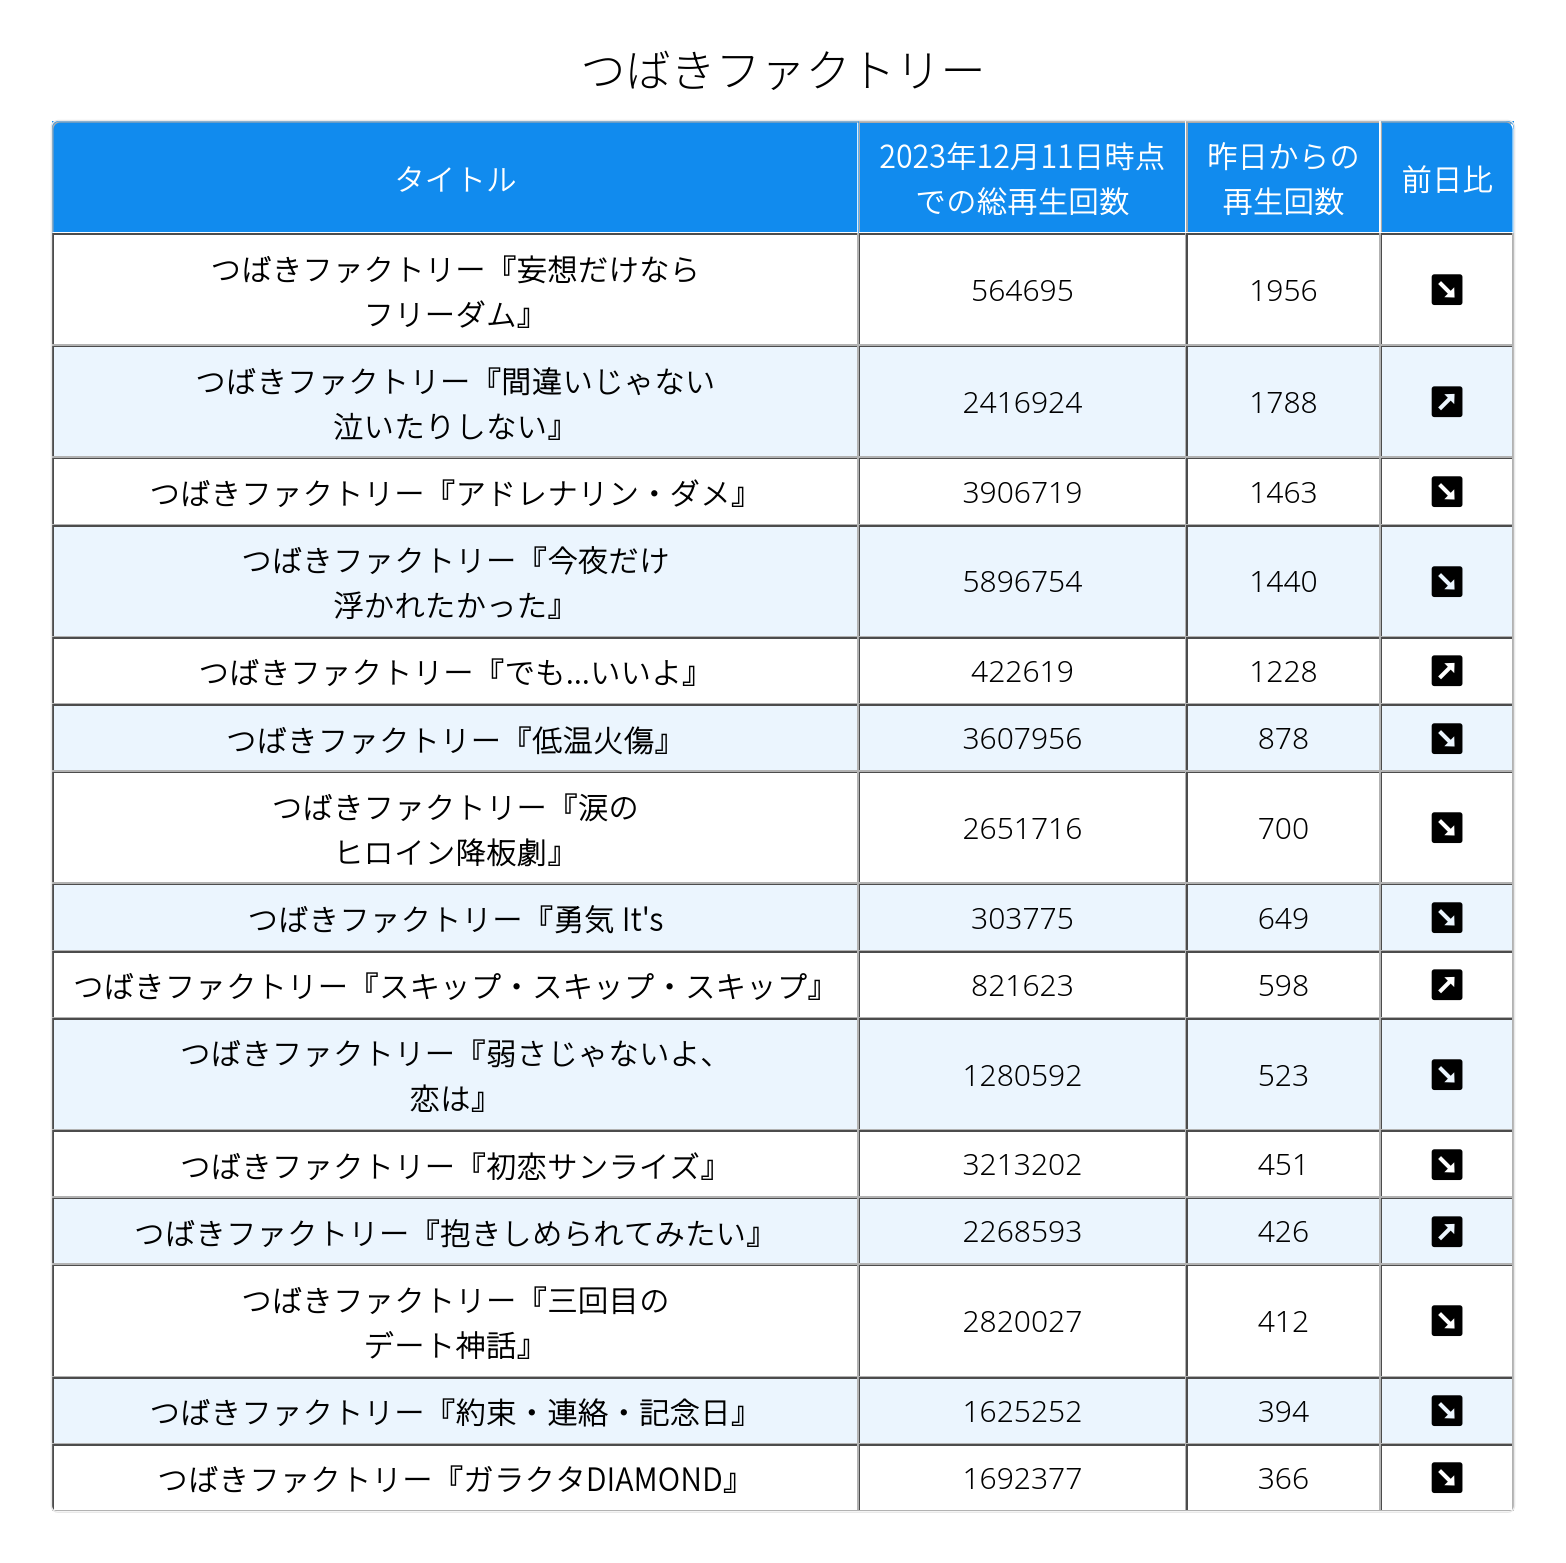 つばきファクトリー
タイトル
2023年12月11日時点
での総再生回数
昨日からの
再生回数
前日比
つばきファクトリー『妄想だけなら
フリーダム』
564695
1956
つばきファクトリー『間違いじゃない
泣いたりしない』
2416924
1788
つばきファクトリー『アドレナリン・ダメ』
3906719
1463
つばきファクトリー『今夜だけ
浮かれたかった』
5896754
1440
つばきファクトリー『でも...いいよ』
422619
1228
つばきファクトリー『低温火傷』
3607956
878
つばきファクトリー『涙の
ヒロイン降板劇』
2651716
700
つばきファクトリー『勇気 It's
303775
649
つばきファクトリー『スキップ・スキップ・スキップ』
821623
598
つばきファクトリー『弱さじゃないよ、
恋は』
1280592
523
つばきファクトリー『初恋サンライズ』
3213202
451
つばきファクトリー『抱きしめられてみたい』
2268593
426
つばきファクトリー『三回目の
デート神話』
2820027
412
つばきファクトリー『約束・連絡・記念日』
1625252
394
つばきファクトリー『ガラクタDIAMOND』
1692377
366